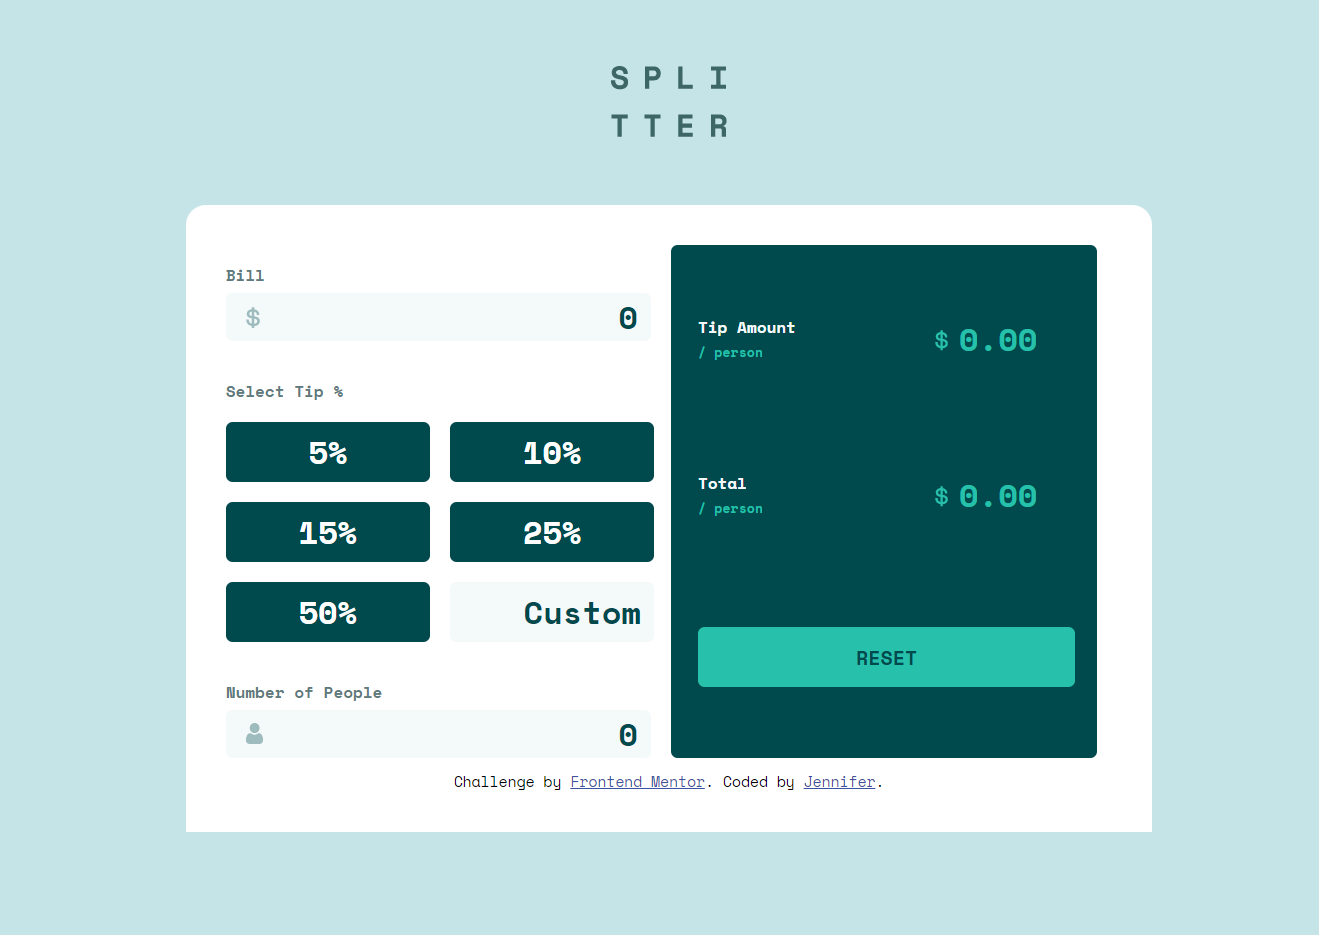 SPLI
TTER
Bill
$ 0
Select Tip %
5% 10%
15% 25%
50% Custom
Number of People
0
Tip Amount
/ person
$ 0.00
Total
/ person
$ 0.00
RESET
Challenge by Frontend Mentor. Coded by Jennifer.